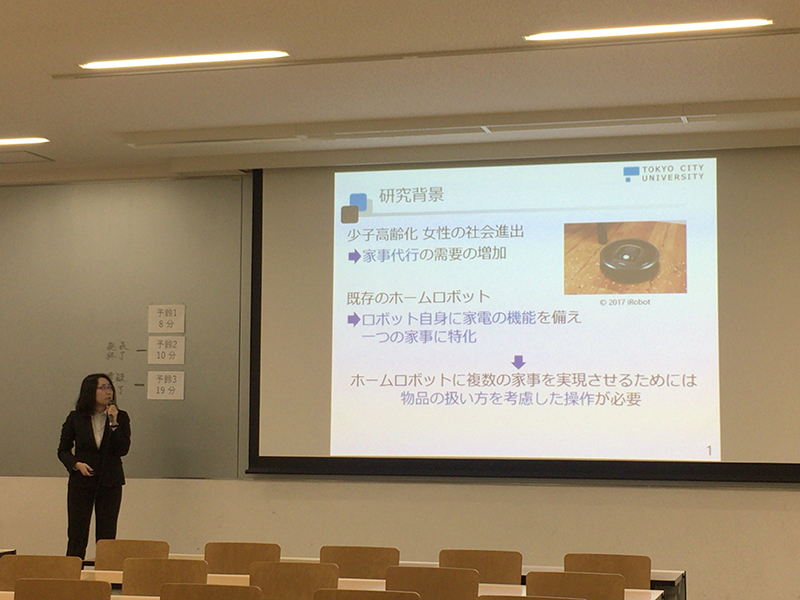 TOKYO CITY
UNIVERSITY
研究背景
少子高齢化 女性の社会進出
➡家事代行の需要の増加
© 2017 iRobot
既存のホームロボット
➡ロボット自身に家電の機能を備え
一つの家事に特化
ホームロボットに複数の家事を実現させるためには
物品の扱い方を考慮した操作が必要
1
予鈴1
8 分
発表
終了
予鈴2
10 分
予鈴3
19 分